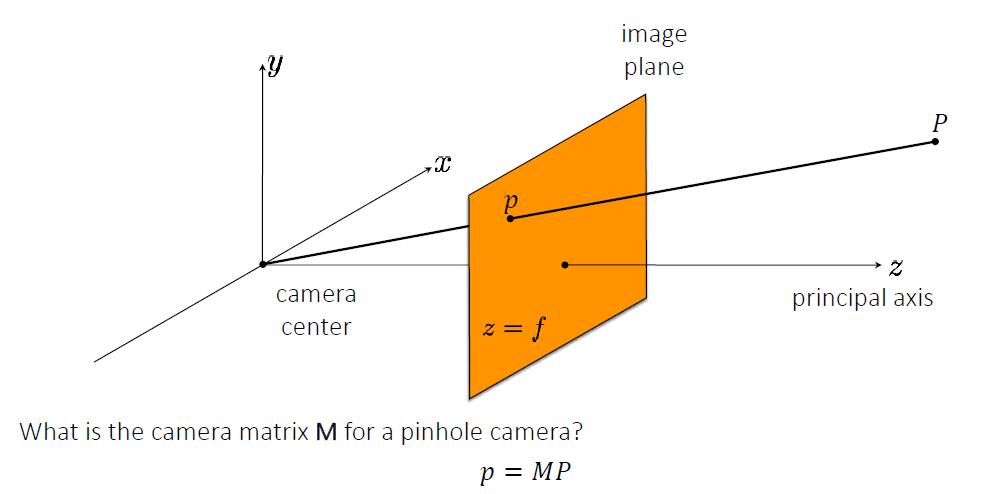 image
plane
y
P
x
p
z
camera
center
principal axis
z = f
What is the camera matrix M for a pinhole camera?
p = MP